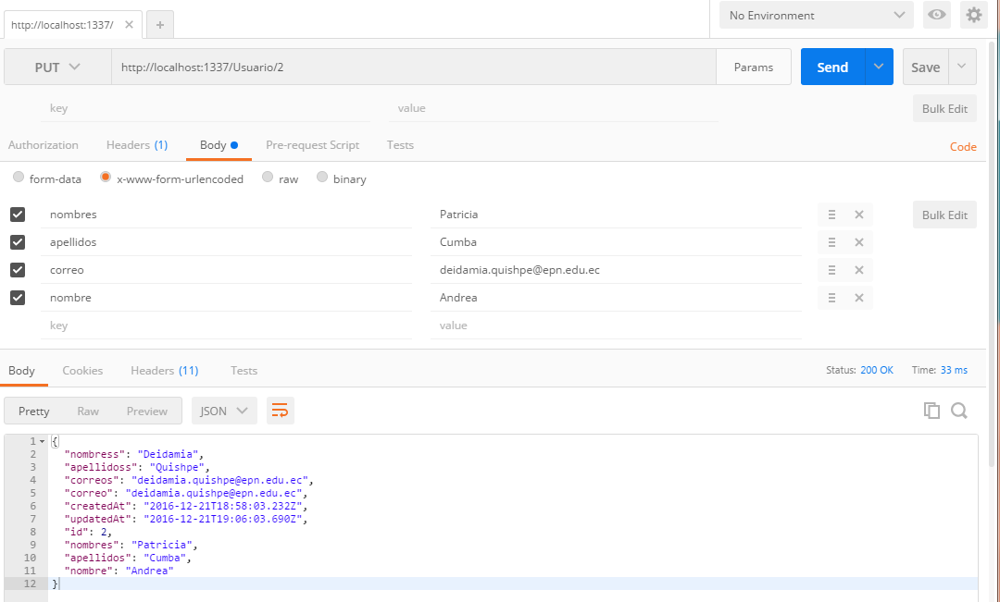 http://localhost:1337/ No Environment
PUT http://localhost:1337/Usuario/2 Params Send Save
key value Bulk Edit
Authorization Headers (1) Body Pre-request Script Tests Code
form-data x-www-form-urlencoded raw binary
nombres Patricia Bulk Edit
apellidos Cumba
correo deidamia.quishpe@epn.edu.ec
nombre Andrea
key value
Body Cookies Headers (11) Tests Status: 200 OK Time: 33 ms
Pretty Raw Preview JSON
1 {
2 "nombress": "Deidamia",
3 "apellidoss": "Quishpe",
4 "correos": "deidamia.quishpe@epn.edu.ec",
5 "correo": "deidamia.quishpe@epn.edu.ec",
6 "createdAt": "2016-12-21T18:58:03.232Z",
7 "updatedAt": "2016-12-21T19:06:03.690Z",
8 "id": 2,
9 "nombres": "Patricia",
10 "apellidos": "Cumba",
11 "nombre": "Andrea"
12 }